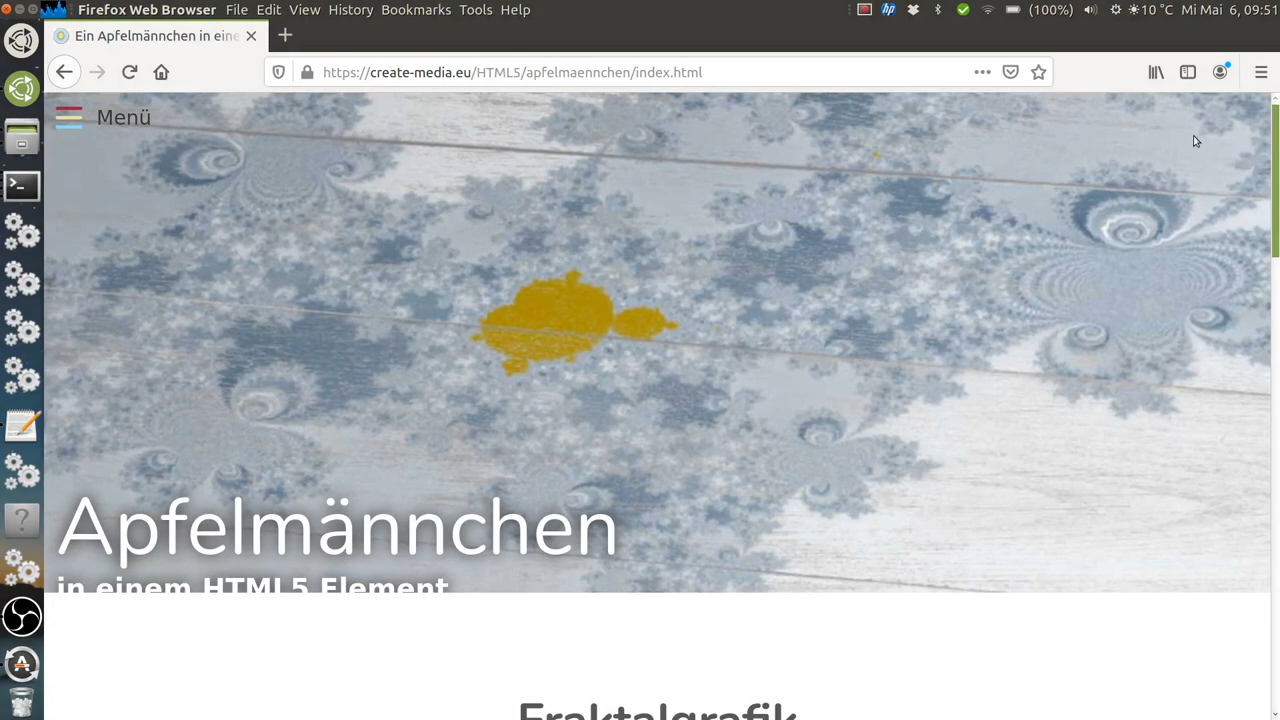 Firefox Web Browser File Edit View History Bookmarks Tools Help (100%) 10 °C Mi Mai 6, 09:51
Ein Apfelmännchen in eine
https://create-media.eu/HTML5/apfelmaennchen/index.html
Menü
Apfelmännchen
in einem HTML5 Element
Fraktalgrafik